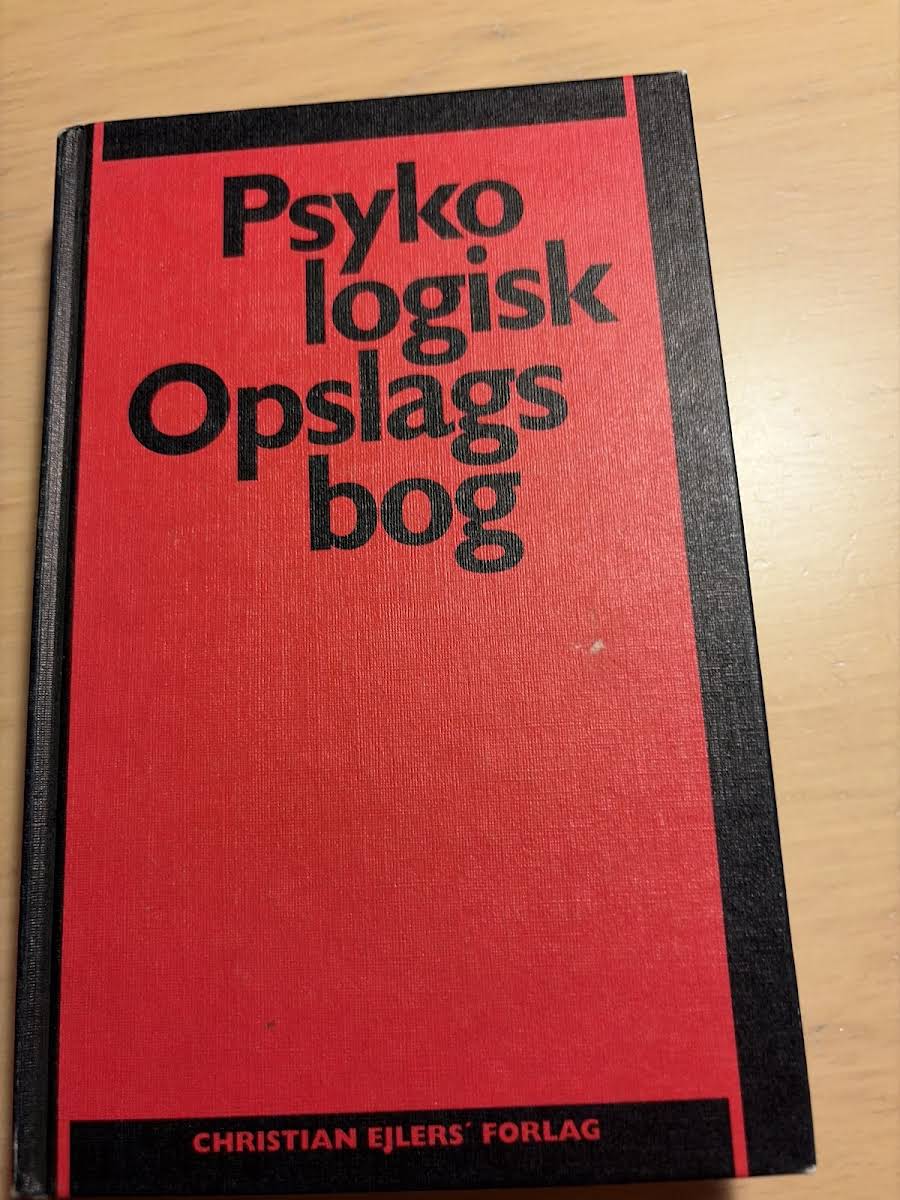 Psyko
logisk
Opslags
bog
CHRISTIAN EJLERS' FORLAG